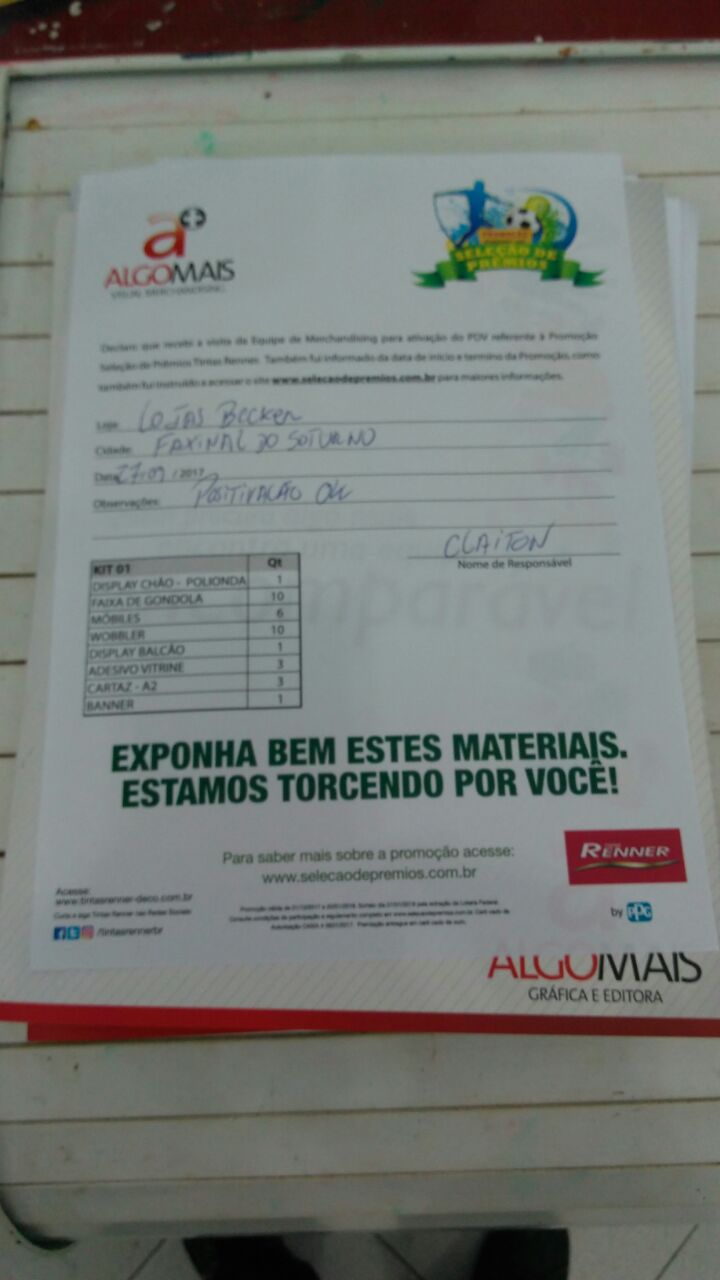 a+
ALGOMAIS
VISUAL MERCHANDISING
PROMOÇÃO
SELEÇÃO DE
PRÊMIOS
Declaro que recebi a visita da Equipe de Merchandising para ativação do PDV referente à Promoção
Seleção de Prêmios Tintas Renner. Também fui informado da data de início e termino da Promoção, como
também fui instruído a acessar o site www.selecaodepremios.com.br para maiores informações.
Loja: LOJAS BECKER
Cidade: FAXINAL DO SOTURNO
Data: 27/09 / 2017
Observações: POSITIVAÇÃO OK
CLAITON
Nome de Responsável
KIT 01 Qt
DISPLAY CHÃO - POLIONDA 1
FAIXA DE GONDOLA 10
MÓBILES 6
WOBBLER 10
DISPLAY BALCÃO 1
ADESIVO VITRINE 3
CARTAZ - A2 3
BANNER 1
EXPONHA BEM ESTES MATERIAIS.
ESTAMOS TORCENDO POR VOCÊ!
Para saber mais sobre a promoção acesse:
www.selecaodepremios.com.br
RENNER
by PPG
Acesse:
www.tintasrenner-deco.com.br
Curta e siga Tintas Renner nas Redes Sociais:
/tintasrennerbr
ALGOMAIS
GRÁFICA E EDITORA